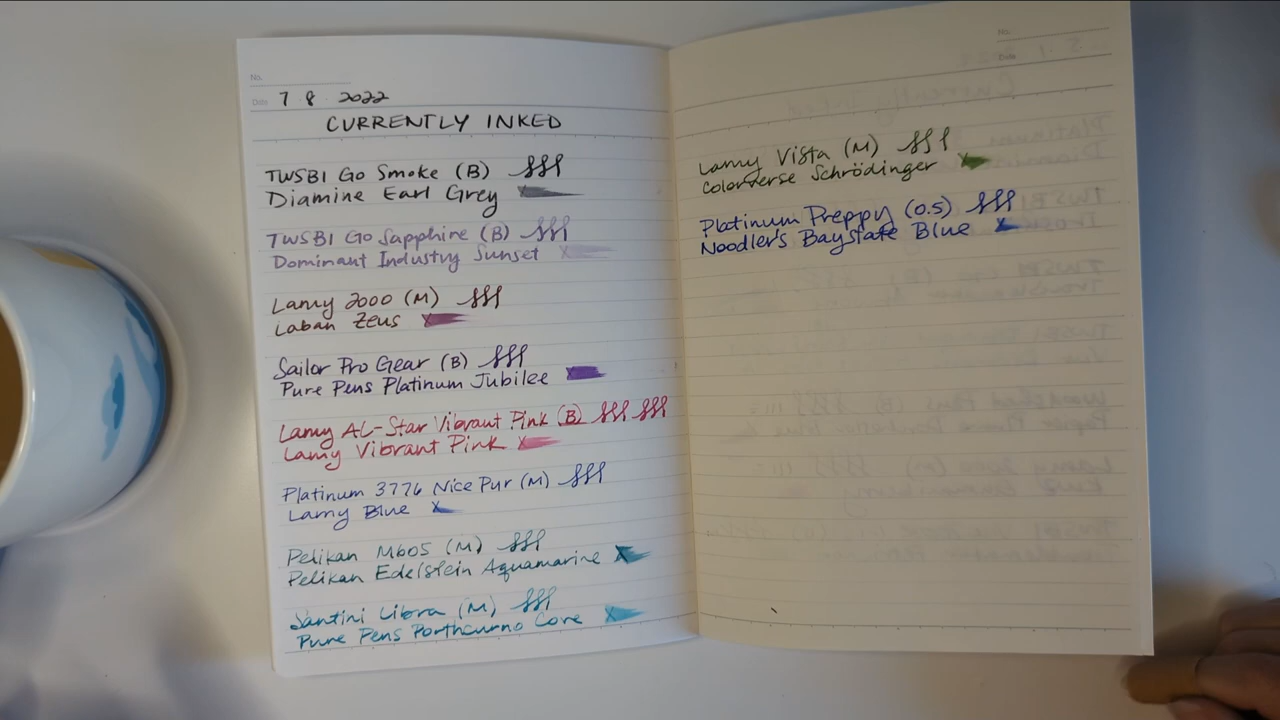 No.
Date 7 8 2022
CURRENTLY INKED
TWSBI Go Smoke (B)
Diamine Earl Grey
TWSBI Go Sapphire (B)
Dominant Industry Sunset
Lamy 2000 (M)
Laban Zeus
Sailor Pro Gear (B)
Pure Pens Platinum Jubilee
Lamy AL-Star Vibrant Pink (B)
Lamy Vibrant Pink
Platinum 3776 Nice Pur (M)
Lamy Blue
Pelikan M605 (M)
Pelikan Edelstein Aquamarine
Santini Libra (M)
Pure Pens Porthcurno Cove
No.
Date
Lamy Vista (M)
Colorverse Schrödinger
Platinum Preppy (0.5)
Noodler's Baystate Blue